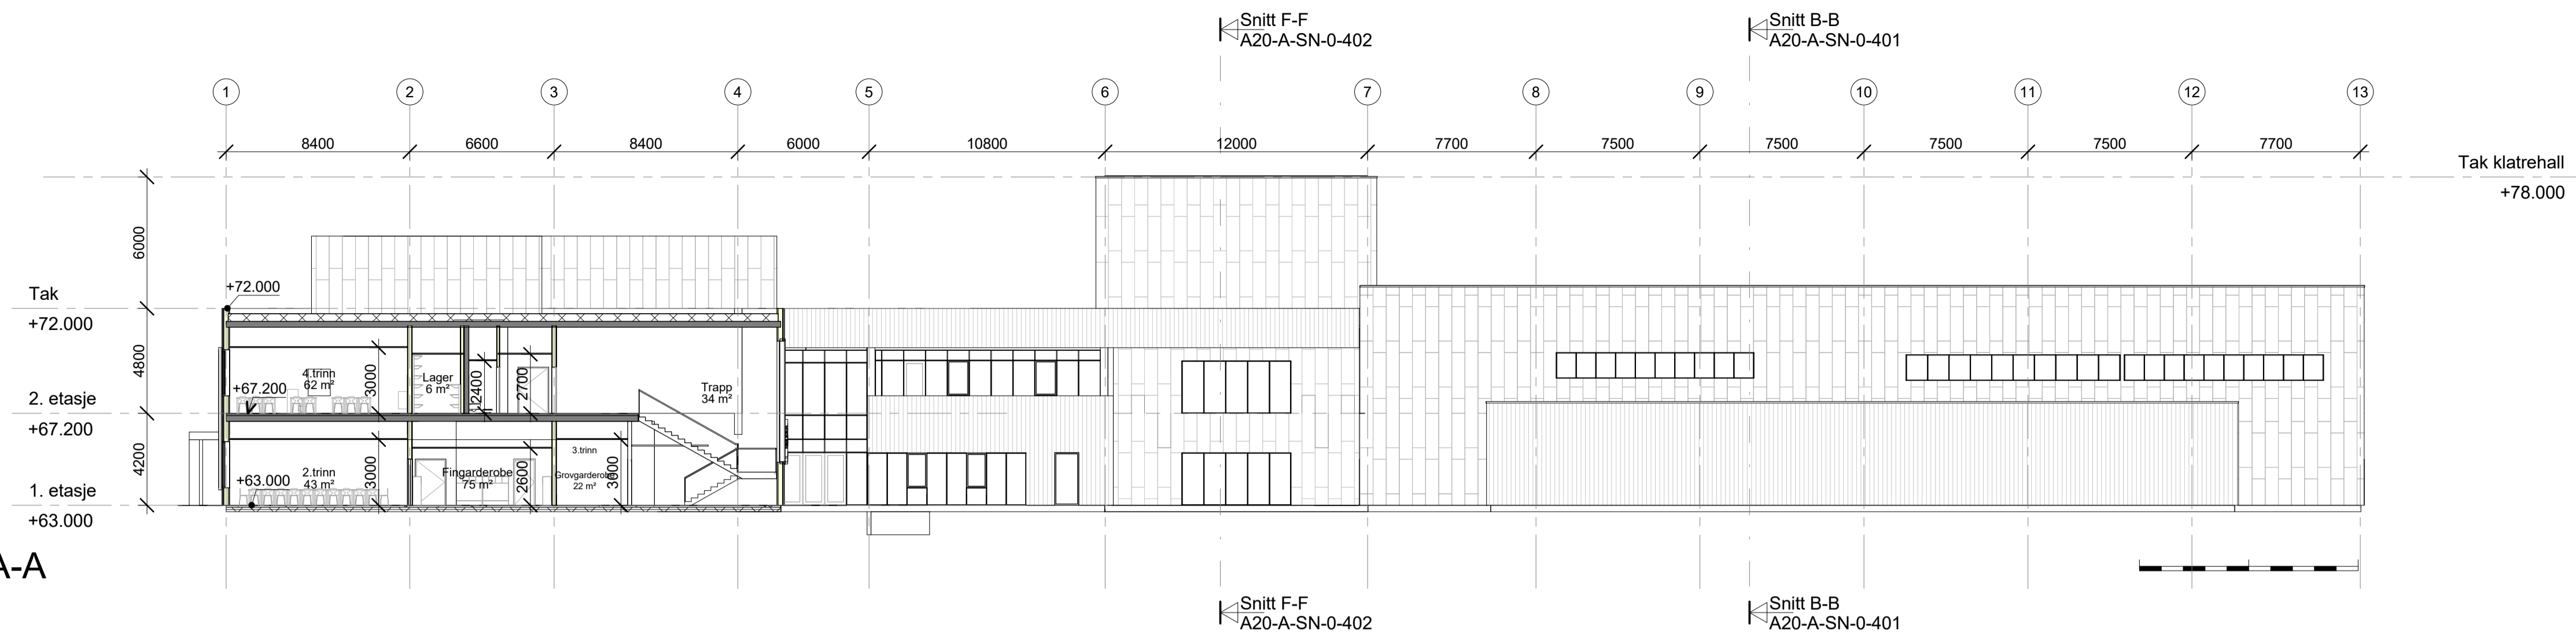 Snitt F-F
A20-A-SN-0-402
Snitt B-B
A20-A-SN-0-401
1 2 3 4 5 6 7 8 9 10 11 12 13
8400 6600 8400 6000 10800 12000 7700 7500 7500 7500 7500 7700
Tak klatrehall
+78.000
6000
+72.000
Tak
+72.000
4800
4.trinn
62 m²
3000
+67.200
Lager
6 m²
2400
2700
Trapp
34 m²
2. etasje
+67.200
4200
2.trinn
43 m²
3000
+63.000
Fingarderobe
75 m²
2600
3.trinn
Grovgarderobe
22 m²
3000
1. etasje
+63.000
A-A
Snitt F-F
A20-A-SN-0-402
Snitt B-B
A20-A-SN-0-401